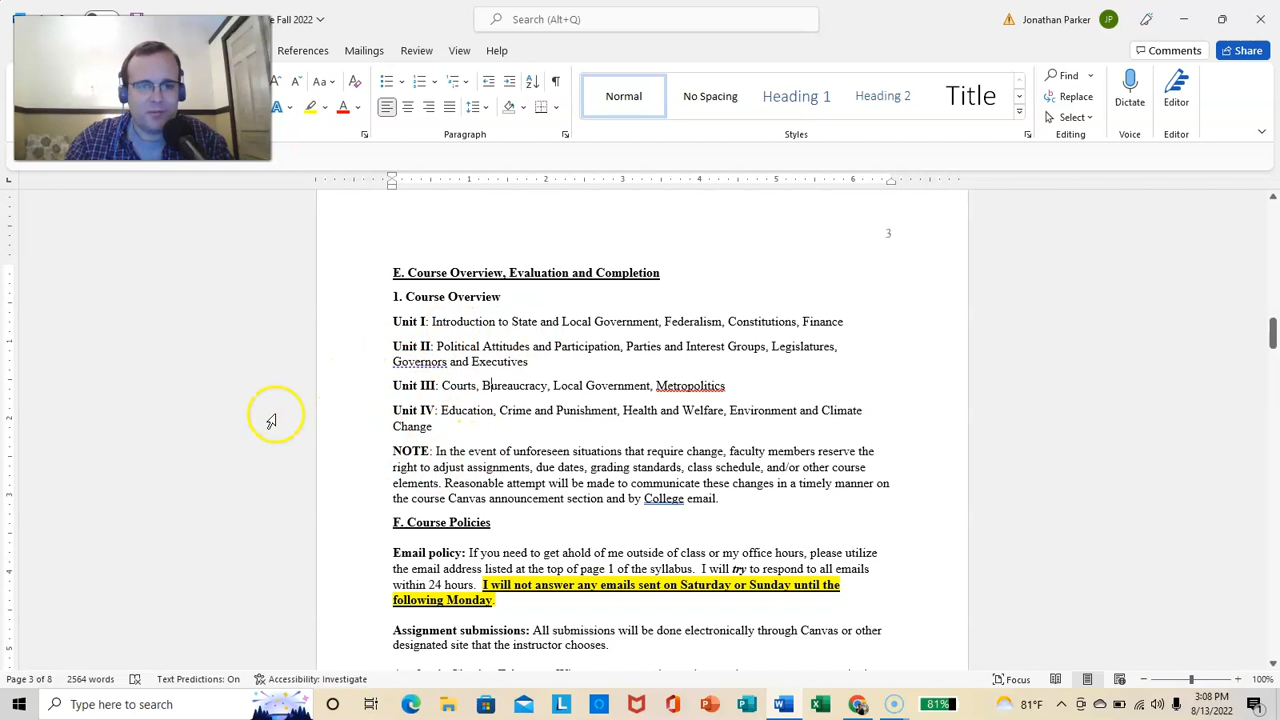 e Fall 2022
Search (Alt+Q)
Jonathan Parker
JP
References Mailings Review View Help
Comments
Share
Aa
Normal
No Spacing
Heading 1
Heading 2
Title
Find
Replace
Select
Dictate
Editor
Paragraph
Styles
Editing
Voice
Editor
1 2 3 4 5 6
3
E. Course Overview, Evaluation and Completion
1. Course Overview
Unit I: Introduction to State and Local Government, Federalism, Constitutions, Finance
Unit II: Political Attitudes and Participation, Parties and Interest Groups, Legislatures,
Governors and Executives
Unit III: Courts, Bureaucracy, Local Government, Metropolitics
Unit IV: Education, Crime and Punishment, Health and Welfare, Environment and Climate
Change
NOTE: In the event of unforeseen situations that require change, faculty members reserve the
right to adjust assignments, due dates, grading standards, class schedule, and/or other course
elements. Reasonable attempt will be made to communicate these changes in a timely manner on
the course Canvas announcement section and by College email.
F. Course Policies
Email policy: If you need to get ahold of me outside of class or my office hours, please utilize
the email address listed at the top of page 1 of the syllabus. I will try to respond to all emails
within 24 hours. I will not answer any emails sent on Saturday or Sunday until the
following Monday.
Assignment submissions: All submissions will be done electronically through Canvas or other
designated site that the instructor chooses.
Page 3 of 8 2564 words Text Predictions: On Accessibility: Investigate Focus 100%
Type here to search
81%
81°F
3:08 PM
8/13/2022